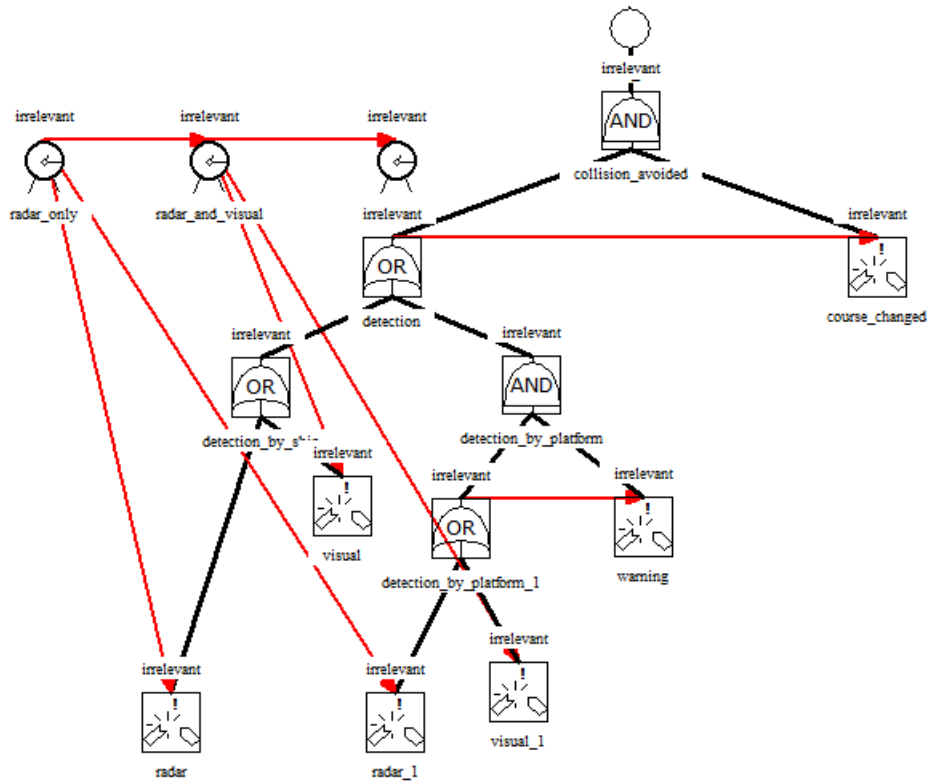 irrelevant
AND
collision_avoided
irrelevant
irrelevant
irrelevant
radar_only
radar_and_visual
irrelevant
irrelevant
OR
!
detection
course_changed
irrelevant
irrelevant
OR
AND
detection_by_platform
irrelevant
irrelevant
irrelevant
!
OR
!
visual
detection_by_platform_1
warning
irrelevant
irrelevant
irrelevant
!
!
!
visual_1
radar
radar_1